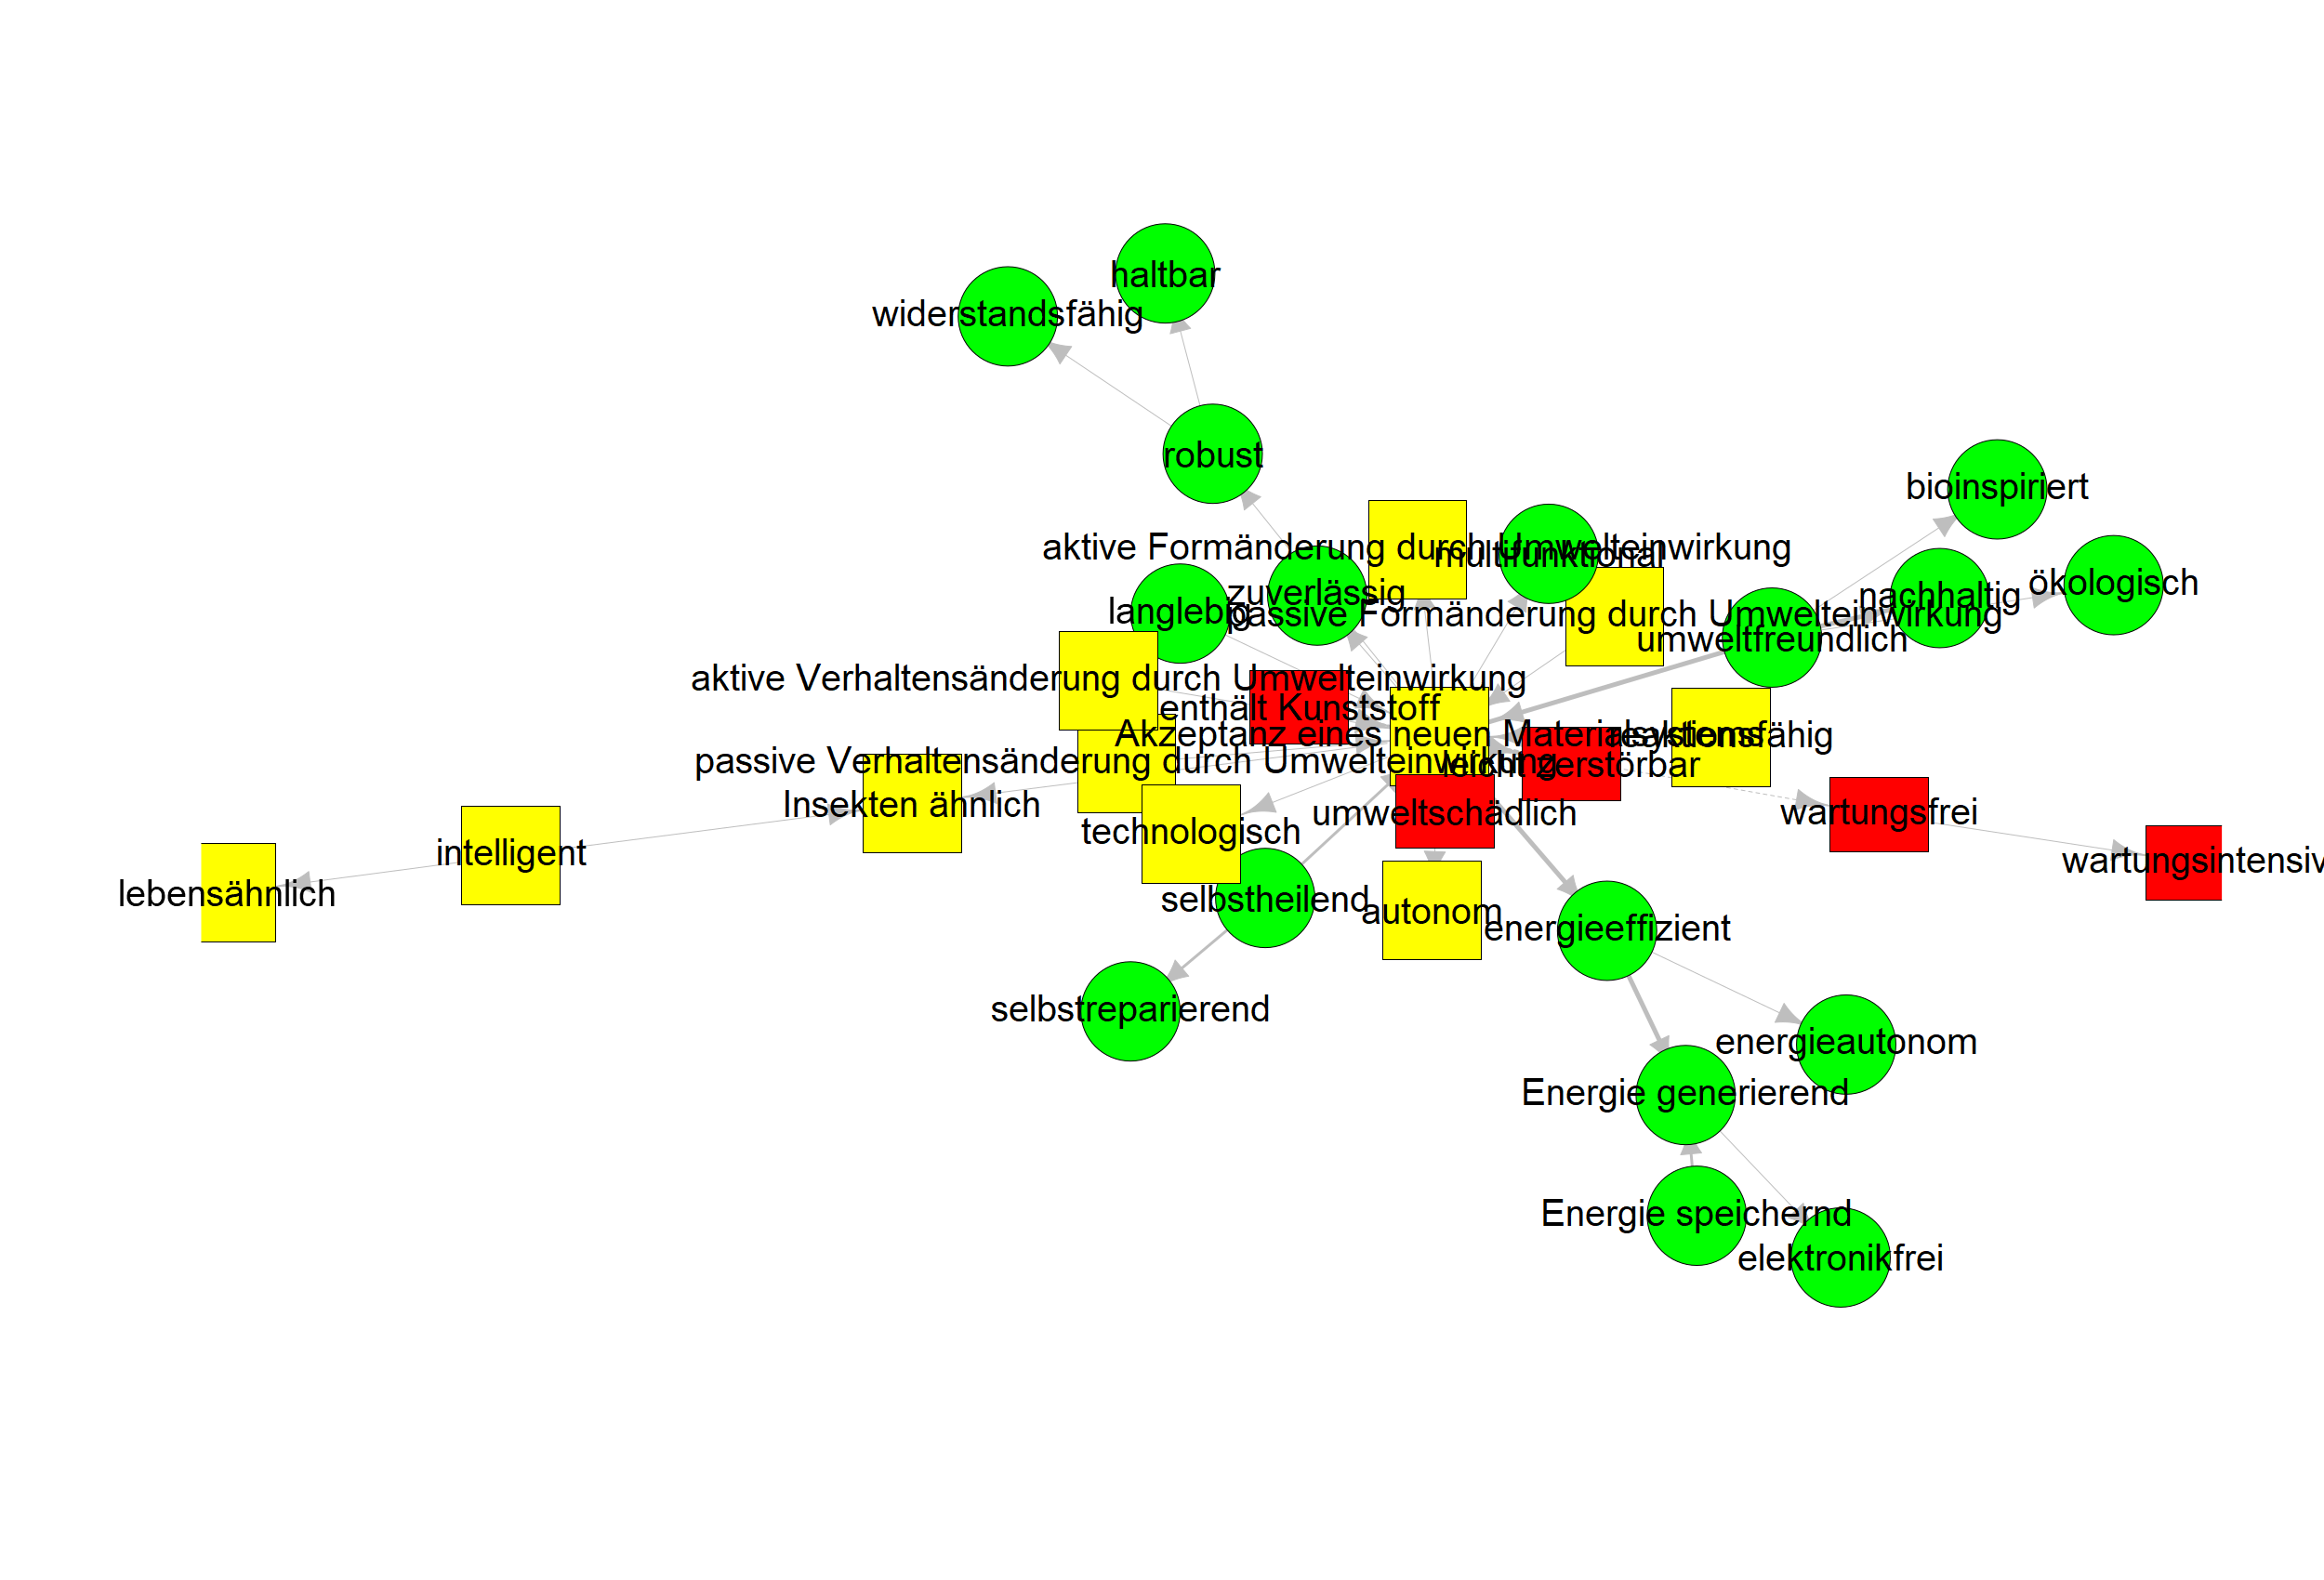 haltbar
widerstandsfähig
robust
bioinspiriert
aktive Formänderung durch Umwelteinwirkung
multifunktional
ökologisch
zuverlässig
nachhaltig
langlebig
passive Formänderung durch Umwelteinwirkung
umweltfreundlich
aktive Verhaltensänderung durch Umwelteinwirkung
enthält Kunststoff
Akzeptanz eines neuen Materialsystems
reaktionsfähig
passive Verhaltensänderung durch Umwelteinwirkung
leicht zerstörbar
Insekten ähnlich
umweltschädlich
wartungsfrei
technologisch
intelligent
wartungsintensiv
lebensähnlich
selbstheilend
autonom
energieeffizient
selbstreparierend
energieautonom
Energie generierend
Energie speichernd
elektronikfrei